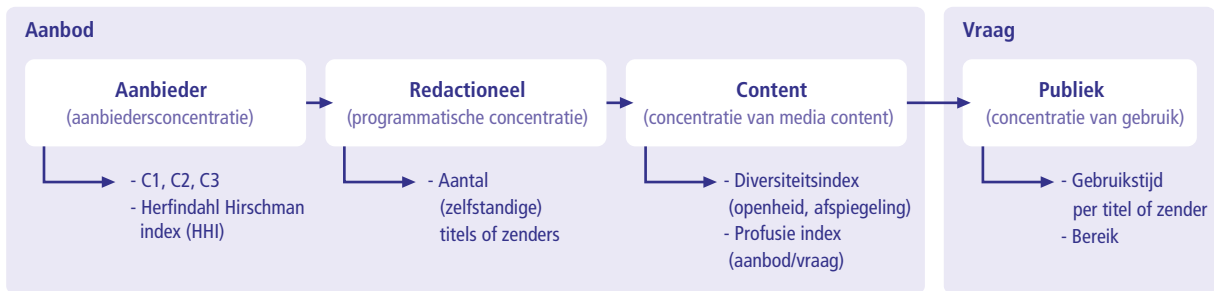 Aanbod
Aanbieder
(aanbiedersconcentratie)
- C1, C2, C3
- Herfindahl Hirschman
index (HHI)
Redactioneel
(programmatische concentratie)
- Aantal
(zelfstandige)
titels of zenders
Content
(concentratie van media content)
- Diversiteitsindex
(openheid, afspiegeling)
- Profusie index
(aanbod/vraag)
Vraag
Publiek
(concentratie van gebruik)
- Gebruikstijd
per titel of zender
- Bereik